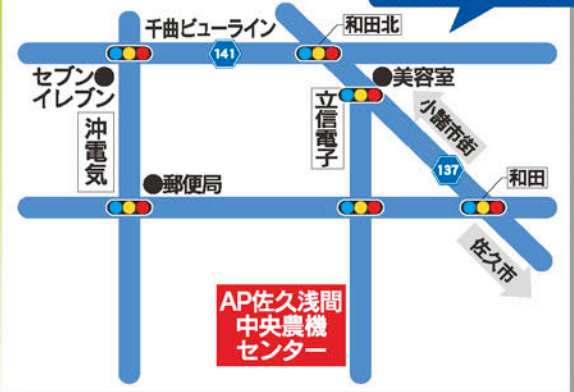 千曲ビューライン
和田北
141
セブン
イレブン
美容室
立信電子
小諸市街
沖電気
137
郵便局
和田
佐久市
AP佐久浅間
中央農機
センター